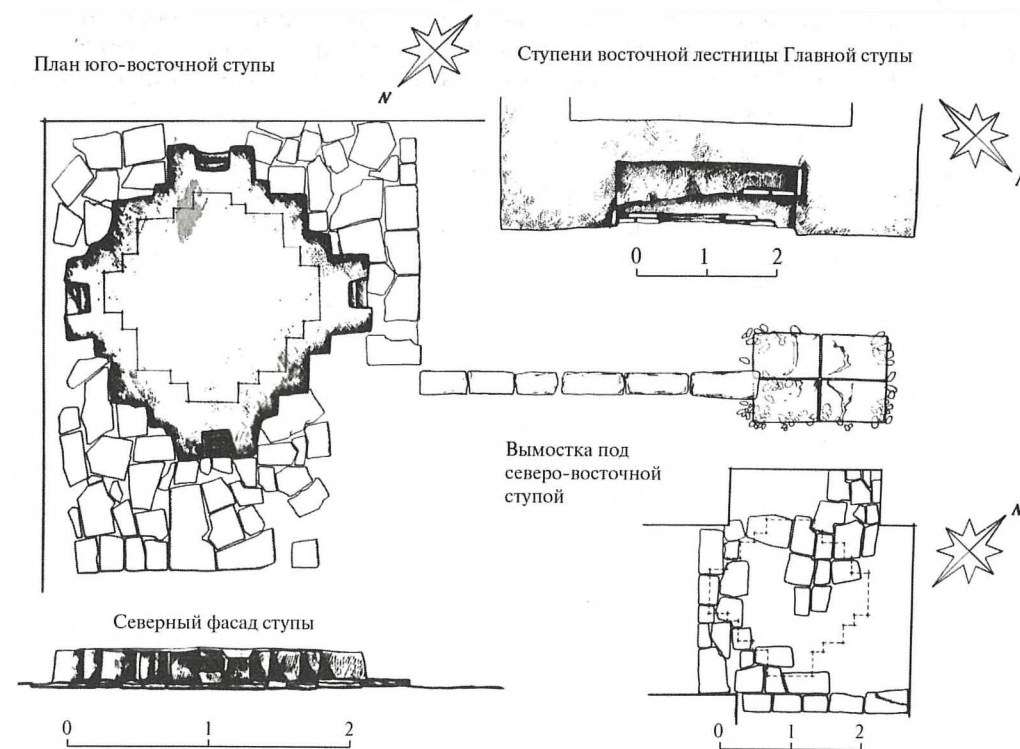 План юго-восточной ступы
N
Ступени восточной лестницы Главной ступы
0 1 2
Вымостка под
северо-восточной
ступой
N
Северный фасад ступы
0 1 2
0 1 2